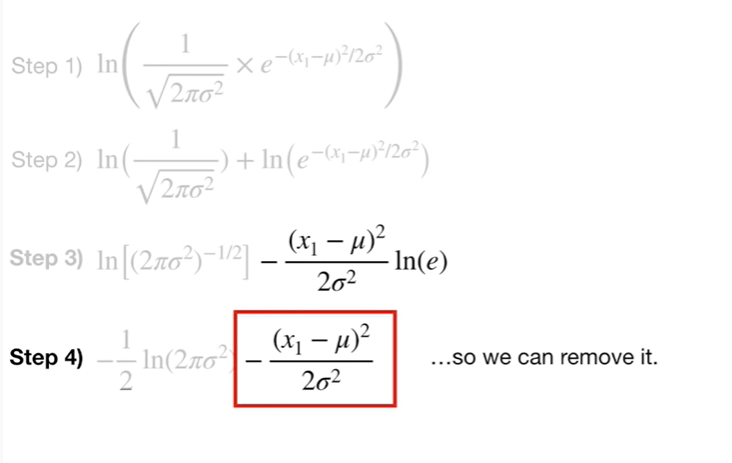 Step 1) ln(1/√(2πσ²) × e^(−(x₁−μ)²/2σ²))
Step 2) ln(1/√(2πσ²)) + ln(e^(−(x₁−μ)²/2σ²))
Step 3) ln[(2πσ²)^(−1/2)] − (x₁ − μ)²/2σ² ln(e)
Step 4) −1/2 ln(2πσ²) − (x₁ − μ)²/2σ² …so we can remove it.